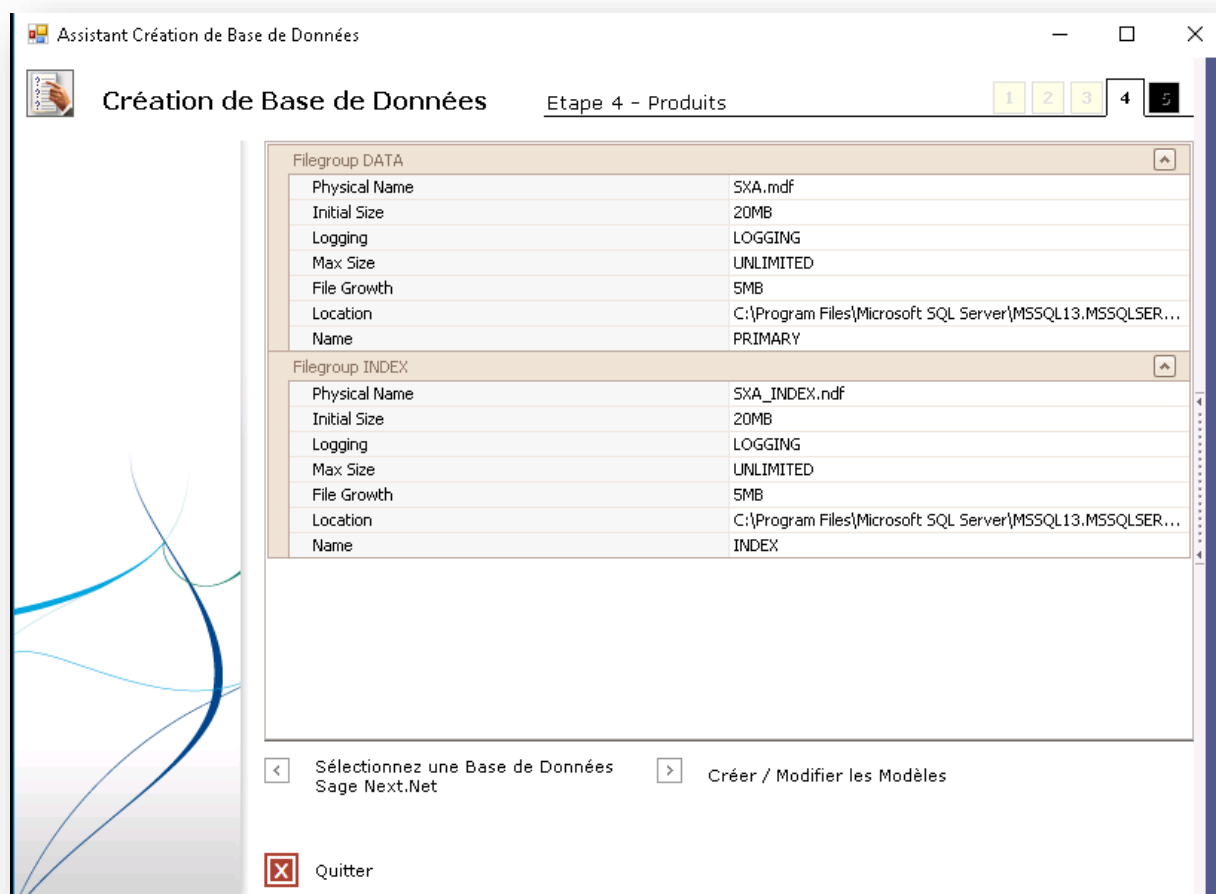 Assistant Création de Base de Données
Création de Base de Données Etape 4 - Produits 1 2 3 4 5
Filegroup DATA
Physical Name SXA.mdf
Initial Size 20MB
Logging LOGGING
Max Size UNLIMITED
File Growth 5MB
Location C:\Program Files\Microsoft SQL Server\MSSQL13.MSSQLSER...
Name PRIMARY
Filegroup INDEX
Physical Name SXA_INDEX.ndf
Initial Size 20MB
Logging LOGGING
Max Size UNLIMITED
File Growth 5MB
Location C:\Program Files\Microsoft SQL Server\MSSQL13.MSSQLSER...
Name INDEX
Sélectionnez une Base de Données
Sage Next.Net
Créer / Modifier les Modèles
Quitter